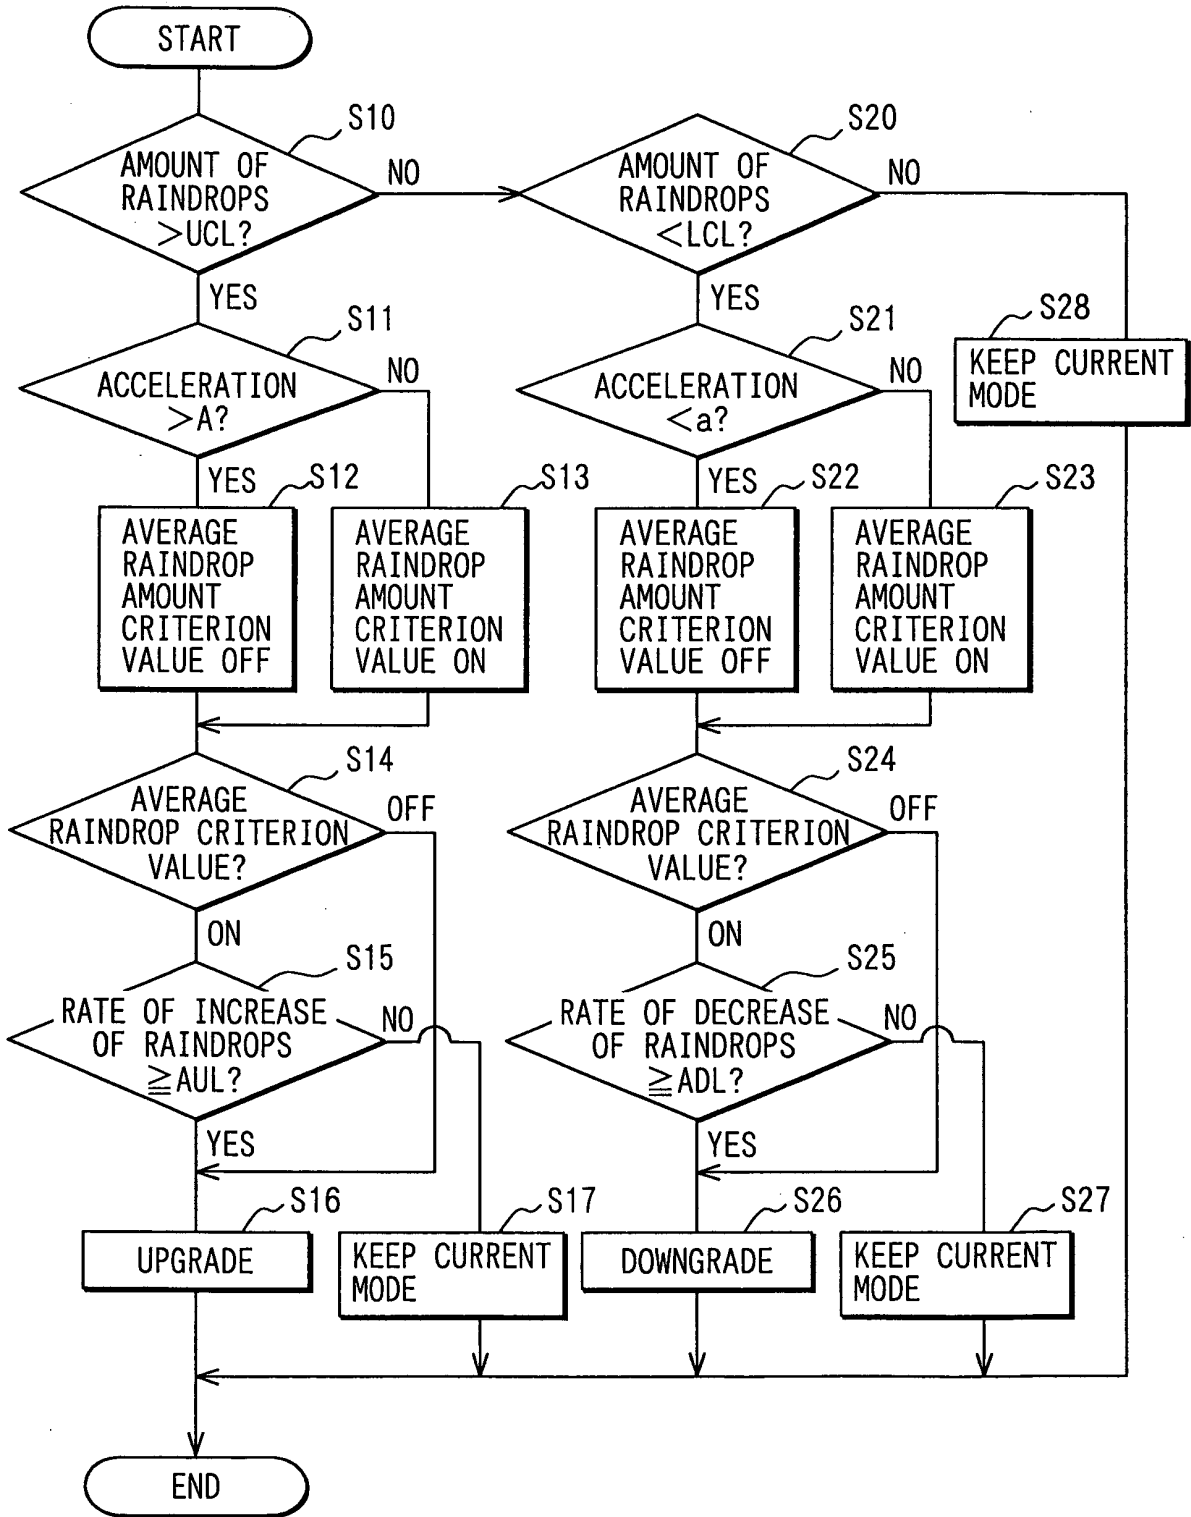 START
S10
AMOUNT OF
RAINDROPS
>UCL?
NO
YES
S20
AMOUNT OF
RAINDROPS
<LCL?
NO
YES
S11
ACCELERATION
>A?
NO
YES
S21
ACCELERATION
<a?
NO
YES
S28
KEEP CURRENT
MODE
S12
AVERAGE
RAINDROP
AMOUNT
CRITERION
VALUE OFF
S13
AVERAGE
RAINDROP
AMOUNT
CRITERION
VALUE ON
S22
AVERAGE
RAINDROP
AMOUNT
CRITERION
VALUE OFF
S23
AVERAGE
RAINDROP
AMOUNT
CRITERION
VALUE ON
S14
AVERAGE
RAINDROP CRITERION
VALUE?
OFF
ON
S24
AVERAGE
RAINDROP CRITERION
VALUE?
OFF
ON
S15
RATE OF INCREASE
OF RAINDROPS
≧AUL?
NO
YES
S25
RATE OF DECREASE
OF RAINDROPS
≧ADL?
NO
YES
S16
UPGRADE
S17
KEEP CURRENT
MODE
S26
DOWNGRADE
S27
KEEP CURRENT
MODE
END